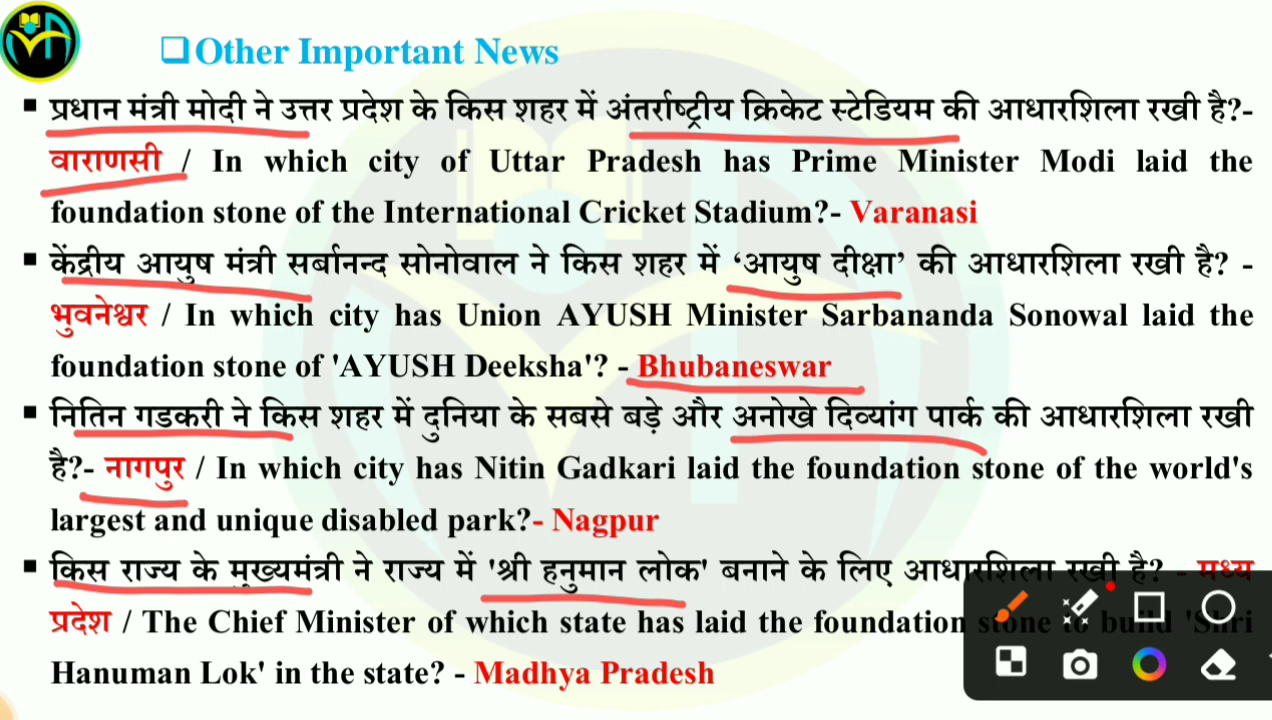 Other Important News
प्रधान मंत्री मोदी ने उत्तर प्रदेश के किस शहर में अंतर्राष्ट्रीय क्रिकेट स्टेडियम की आधारशिला रखी है?-
वाराणसी / In which city of Uttar Pradesh has Prime Minister Modi laid the
foundation stone of the International Cricket Stadium?- Varanasi
केंद्रीय आयुष मंत्री सर्बानन्द सोनोवाल ने किस शहर में ‘आयुष दीक्षा’ की आधारशिला रखी है? -
भुवनेश्वर / In which city has Union AYUSH Minister Sarbananda Sonowal laid the
foundation stone of 'AYUSH Deeksha'? - Bhubaneswar
नितिन गडकरी ने किस शहर में दुनिया के सबसे बड़े और अनोखे दिव्यांग पार्क की आधारशिला रखी
है?- नागपुर / In which city has Nitin Gadkari laid the foundation stone of the world's
largest and unique disabled park?- Nagpur
किस राज्य के मुख्यमंत्री ने राज्य में 'श्री हनुमान लोक' बनाने के लिए आधारशिला रखी है? - मध्य
प्रदेश / The Chief Minister of which state has laid the foundation stone to build 'Shri
Hanuman Lok' in the state? - Madhya Pradesh